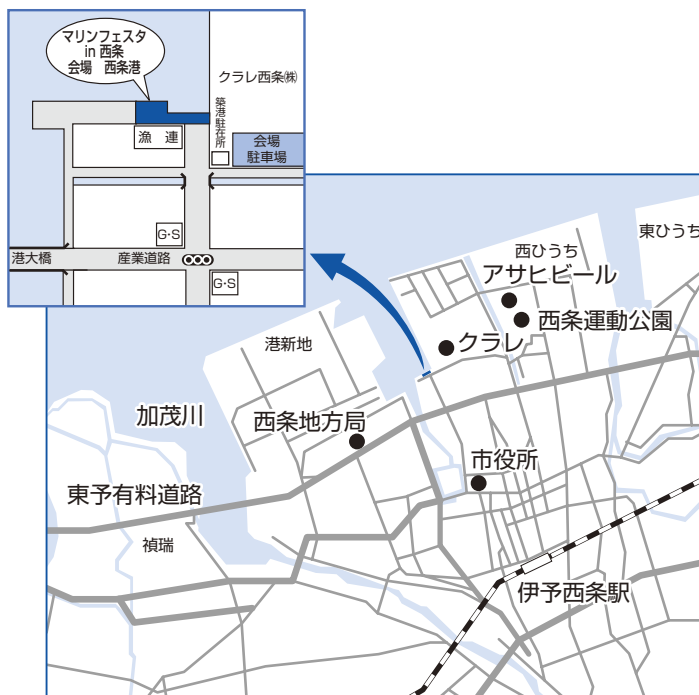 マリンフェスタ
in 西条
会場 西条港
クラレ西条㈱
築港駐在所
漁 連
会場
駐車場
G・S
港大橋
産業道路
G・S
東ひうち
西ひうち
アサヒビール
西条運動公園
クラレ
港新地
加茂川
西条地方局
市役所
東予有料道路
禎瑞
伊予西条駅